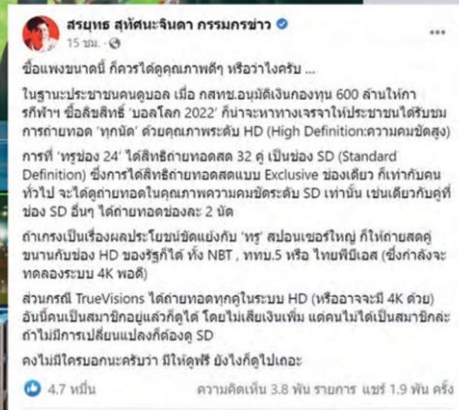 สรยุทธ สุทัศนะจินดา กรรมกรข่าว
15 ชม.
ซื้อแพงขนาดนี้ ก็ควรได้ดูคุณภาพดีๆ หรือว่าไงครับ ...
ในฐานะประชาชนคนดูบอล เมื่อ กสทช.อนุมัติเงินกองทุน 600 ล้านให้กา
รกีฬาฯ ซื้อลิขสิทธิ์ 'บอลโลก 2022' ก็น่าจะหาทางเจรจาให้ประชาชนได้รับชม
การถ่ายทอด 'ทุกนัด' ด้วยคุณภาพระดับ HD (High Definition:ความคมชัดสูง)
การที่ 'ทรูช่อง 24' ได้สิทธิถ่ายทอดสด 32 คู่ เป็นช่อง SD (Standard
Definition) ซึ่งการได้สิทธิถ่ายทอดสดแบบ Exclusive ช่องเดียว ก็เท่ากับคน
ทั่วไป จะได้ดูถ่ายทอดในคุณภาพความคมชัดระดับ SD เท่านั้น เช่นเดียวกับคู่ที่
ช่อง SD อื่นๆ ได้ถ่ายทอดช่องละ 2 นัด
ถ้าเกรงเป็นเรื่องผลประโยชน์ขัดแย้งกับ 'ทรู' สปอนเซอร์ใหญ่ ก็ให้ถ่ายสดคู่
ขนานกับช่อง HD ของรัฐก็ได้ ทั้ง NBT , ททบ.5 หรือ ไทยพีบีเอส (ซึ่งกำลังจะ
ทดลองระบบ 4K พอดี)
ส่วนกรณี TrueVisions ได้ถ่ายทอดทุกคู่ในระบบ HD (หรืออาจจะมี 4K ด้วย)
อันนี้คนเป็นสมาชิกอยู่แล้วก็ดูได้ โดยไม่เสียเงินเพิ่ม แต่คนไม่ได้เป็นสมาชิกล่ะ
ถ้าไม่มีการเปลี่ยนแปลงก็ต้องดู SD
คงไม่มีใครบอกนะครับว่า มีให้ดูฟรี ยังไงก็ดูไปเถอะ
4.7 หมื่น ความคิดเห็น 3.8 พัน รายการ แชร์ 1.9 พัน ครั้ง